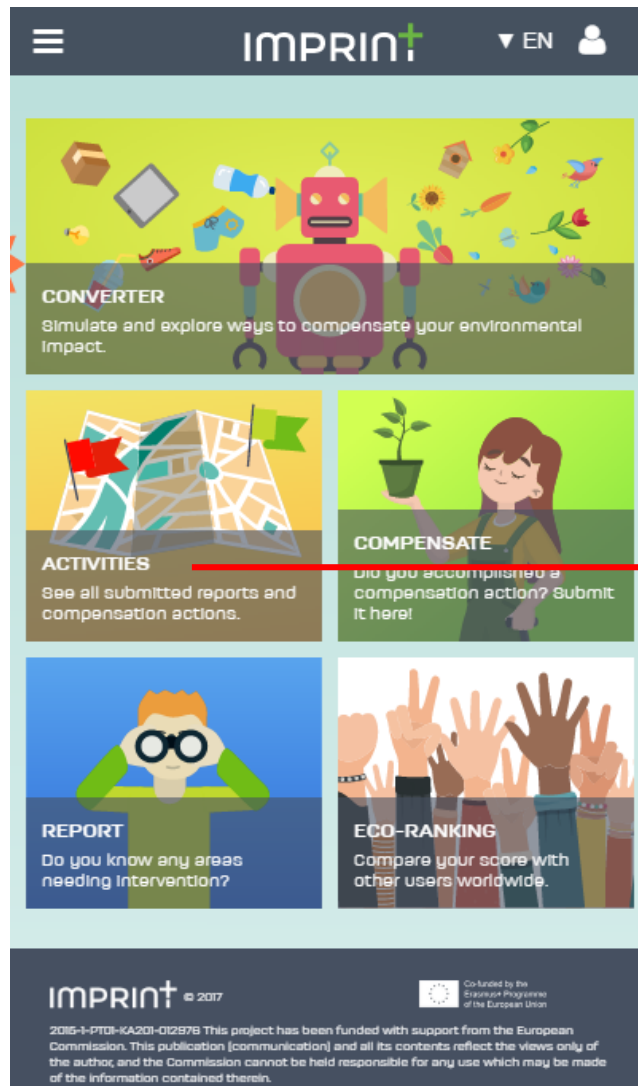 IMPRINT
▼ EN
CONVERTER
Simulate and explore ways to compensate your environmental
impact.
ACTIVITIES
See all submitted reports and
compensation actions.
COMPENSATE
Did you accomplished a
compensation action? Submit
it here!
REPORT
Do you know any areas
needing intervention?
ECO-RANKING
Compare your score with
other users worldwide.
IMPRINT © 2017
Co-funded by the
Erasmus+ Programme
of the European Union
2015-1-PT01-KA201-012976 This project has been funded with support from the European
Commission. This publication [communication] and all its contents reflect the views only of
the author, and the Commission cannot be held responsible for any use which may be made
of the information contained therein.